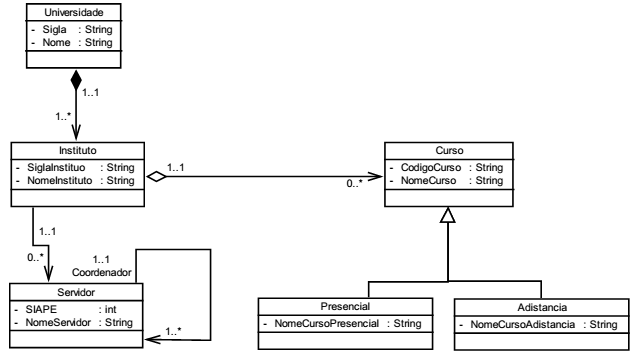 Universidade
- Sigla : String
- Nome : String
1..1
1..*
Instituto
- SiglaInstituo : String
- NomeInstituto : String
1..1
0..*
Curso
- CodigoCurso : String
- NomeCurso : String
1..1
0..*
1..1
Coordenador
1..*
Servidor
- SIAPE : int
- NomeServidor : String
Presencial
- NomeCursoPresencial : String
Adistancia
- NomeCursoAdistancia : String